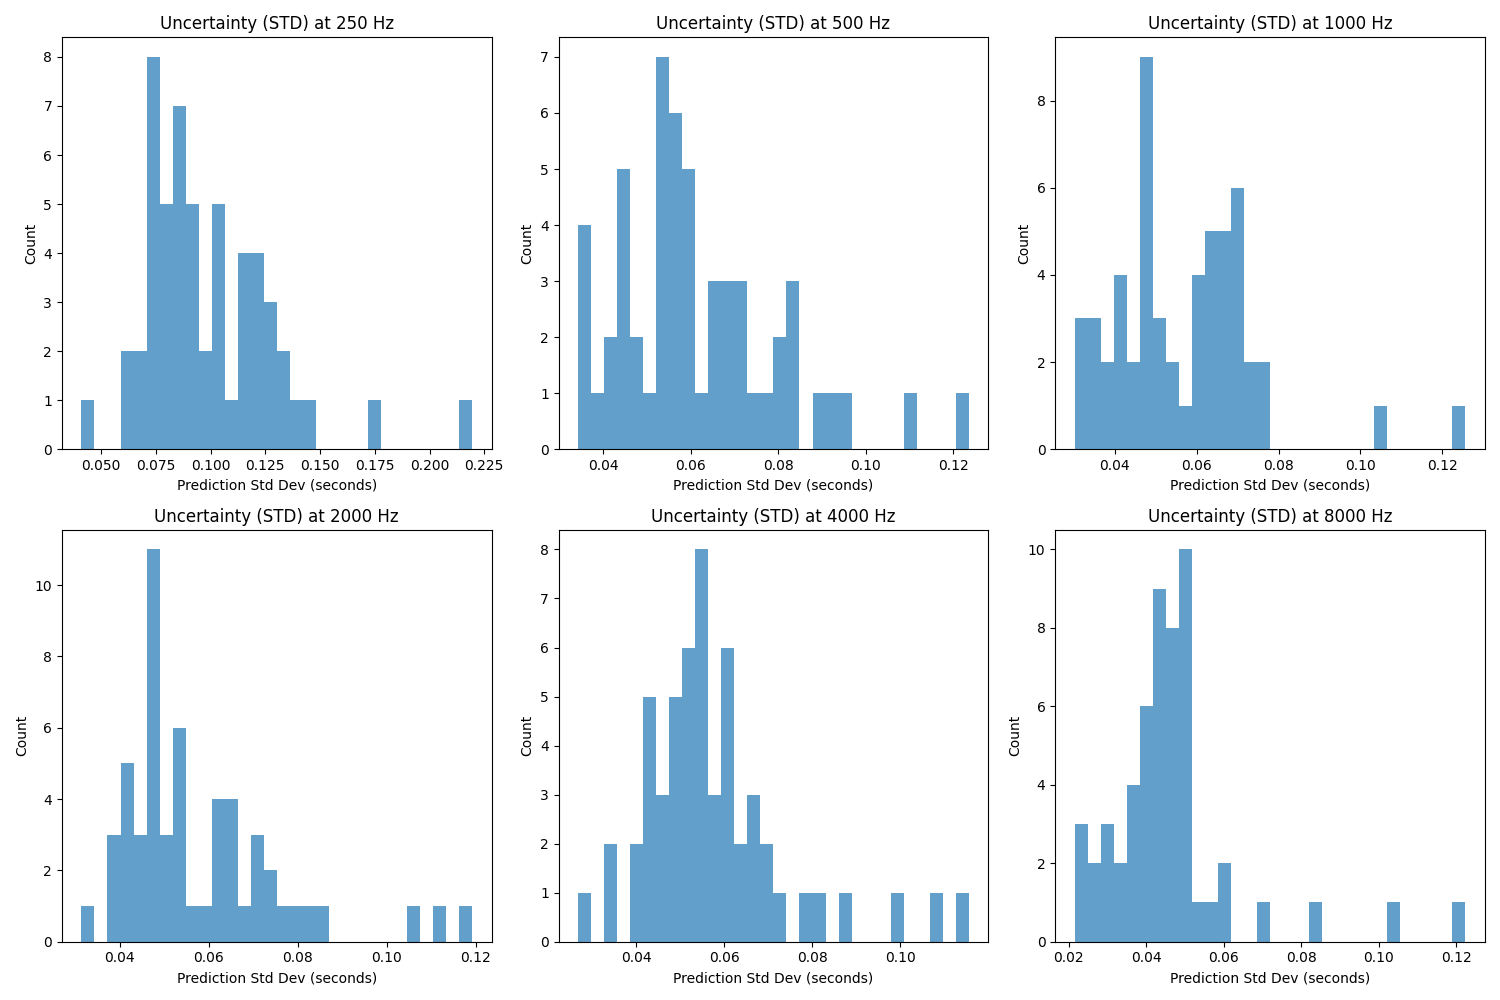 Uncertainty (STD) at 250 Hz
Count
8
7
6
5
4
3
2
1
0
0.050 0.075 0.100 0.125 0.150 0.175 0.200 0.225
Prediction Std Dev (seconds)
Uncertainty (STD) at 500 Hz
Count
7
6
5
4
3
2
1
0
0.04 0.06 0.08 0.10 0.12
Prediction Std Dev (seconds)
Uncertainty (STD) at 1000 Hz
Count
8
6
4
2
0
0.04 0.06 0.08 0.10 0.12
Prediction Std Dev (seconds)
Uncertainty (STD) at 2000 Hz
Count
10
8
6
4
2
0
0.04 0.06 0.08 0.10 0.12
Prediction Std Dev (seconds)
Uncertainty (STD) at 4000 Hz
Count
8
7
6
5
4
3
2
1
0
0.04 0.06 0.08 0.10
Prediction Std Dev (seconds)
Uncertainty (STD) at 8000 Hz
Count
10
8
6
4
2
0
0.02 0.04 0.06 0.08 0.10 0.12
Prediction Std Dev (seconds)